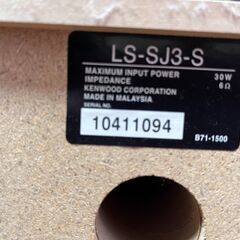 LS-SJ3-S
MAXIMUM INPUT POWER 30W
IMPEDANCE 6Ω
KENWOOD CORPORATION
MADE IN MALAYSIA
SERIAL NO.
10411094
B71-1500